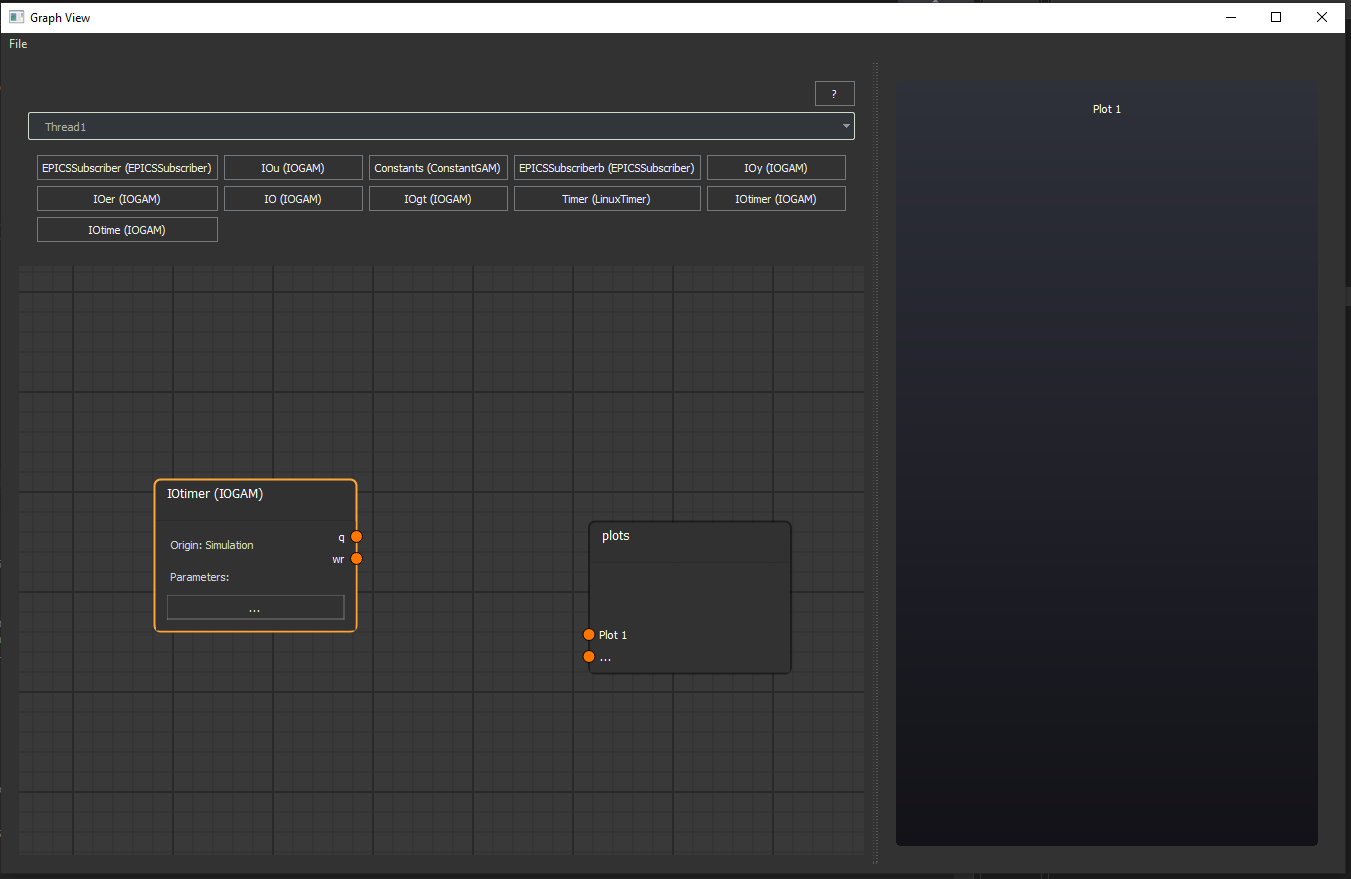 Graph View
File
?
Thread1
EPICSSubscriber (EPICSSubscriber) IOu (IOGAM) Constants (ConstantGAM) EPICSSubscriberb (EPICSSubscriber) IOy (IOGAM)
IOer (IOGAM) IO (IOGAM) IOgt (IOGAM) Timer (LinuxTimer) IOtimer (IOGAM)
IOtime (IOGAM)
IOtimer (IOGAM)
q
Origin: Simulation
wr
Parameters:
...
plots
Plot 1
...
Plot 1